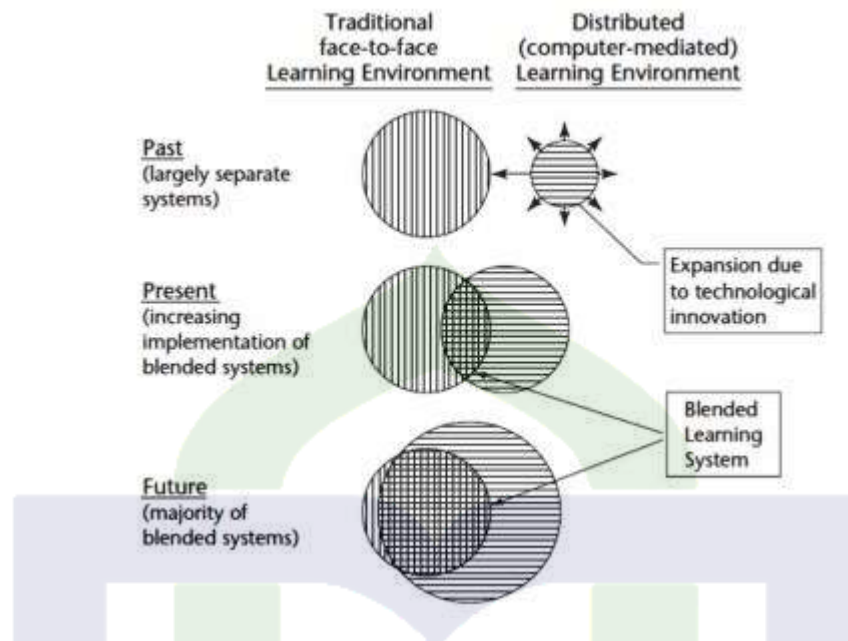 Traditional
face-to-face
Learning Environment
Distributed
(computer-mediated)
Learning Environment
Past
(largely separate
systems)
Expansion due
to technological
innovation
Present
(increasing
implementation of
blended systems)
Blended
Learning
System
Future
(majority of
blended systems)